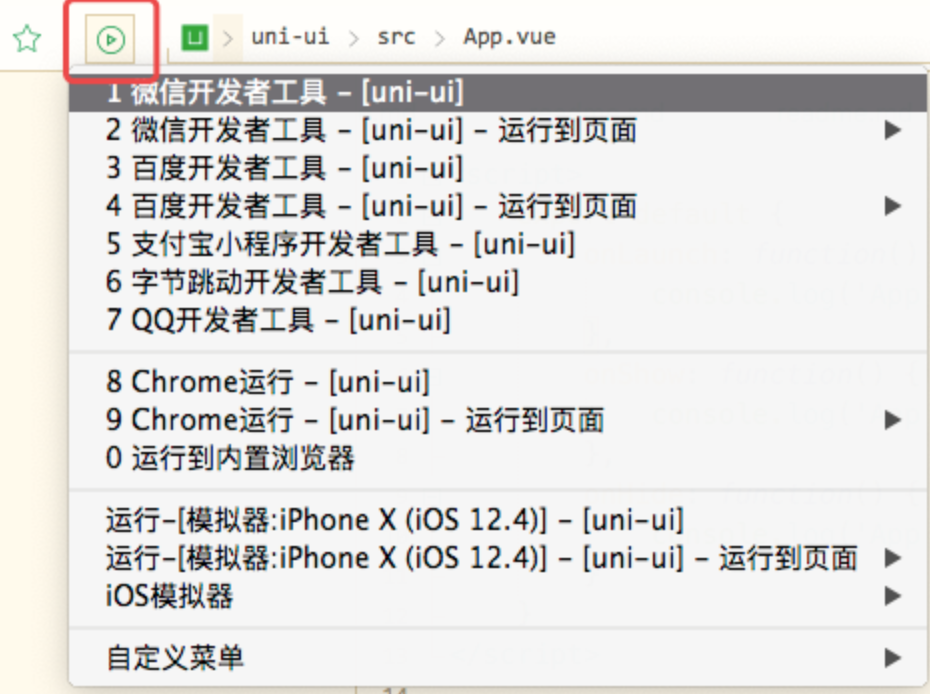 uni-ui > src > App.vue
1 微信开发者工具 - [uni-ui]
2 微信开发者工具 - [uni-ui] - 运行到页面
3 百度开发者工具 - [uni-ui]
4 百度开发者工具 - [uni-ui] - 运行到页面
5 支付宝小程序开发者工具 - [uni-ui]
6 字节跳动开发者工具 - [uni-ui]
7 QQ开发者工具 - [uni-ui]
8 Chrome运行 - [uni-ui]
9 Chrome运行 - [uni-ui] - 运行到页面
0 运行到内置浏览器
运行-[模拟器:iPhone X (iOS 12.4)] - [uni-ui]
运行-[模拟器:iPhone X (iOS 12.4)] - [uni-ui] - 运行到页面
iOS模拟器
自定义菜单